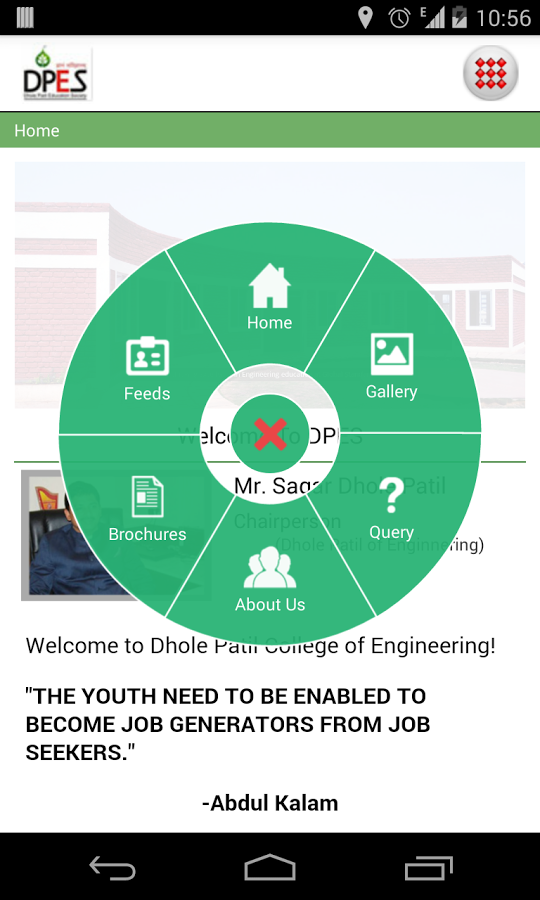 E
10:56
DPES
Dhole Patil Education Society
Home
Home
Feeds
Gallery
Welcome To DPES
Mr. Sagar Dhole Patil
Chairperson
(Dhole Patil of Enginnering)
Brochures
Query
About Us
Welcome to Dhole Patil College of Engineering!
"THE YOUTH NEED TO BE ENABLED TO
BECOME JOB GENERATORS FROM JOB
SEEKERS."
-Abdul Kalam